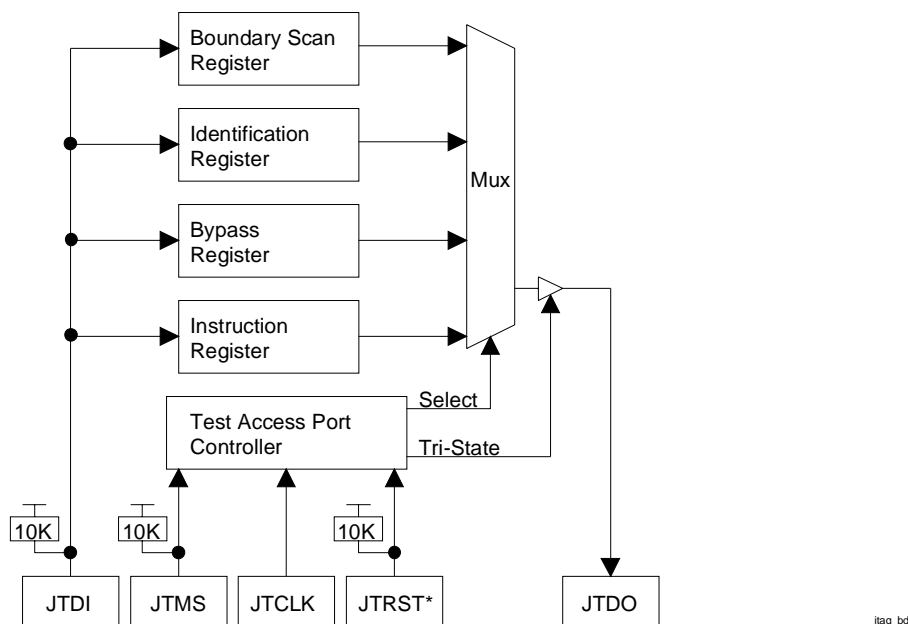 Boundary Scan
Register
Identification
Register
Mux
Bypass
Register
Instruction
Register
Select
Test Access Port
Controller
Tri-State
10K
10K
10K
JTDI
JTMS
JTCLK
JTRST*
JTDO
jtag_bd